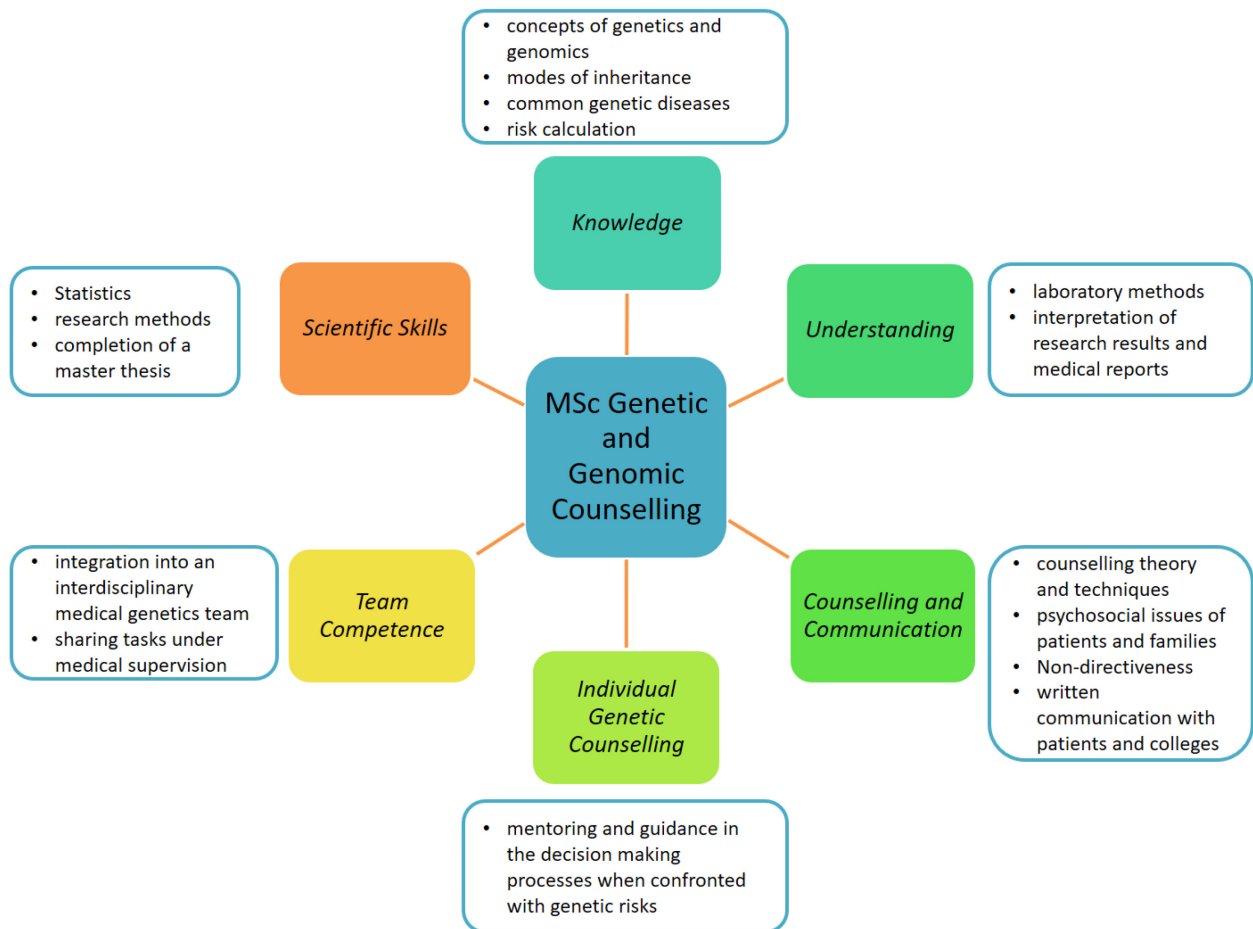 • concepts of genetics and
genomics
• modes of inheritance
• common genetic diseases
• risk calculation
Knowledge
• Statistics
• research methods
• completion of a
master thesis
Scientific Skills
Understanding
• laboratory methods
• interpretation of
research results and
medical reports
MSc Genetic
and
Genomic
Counselling
• integration into an
interdisciplinary
medical genetics team
• sharing tasks under
medical supervision
Team
Competence
Counselling and
Communication
• counselling theory
and techniques
• psychosocial issues of
patients and families
• Non-directiveness
• written
communication with
patients and colleges
Individual
Genetic
Counselling
• mentoring and guidance in
the decision making
processes when confronted
with genetic risks